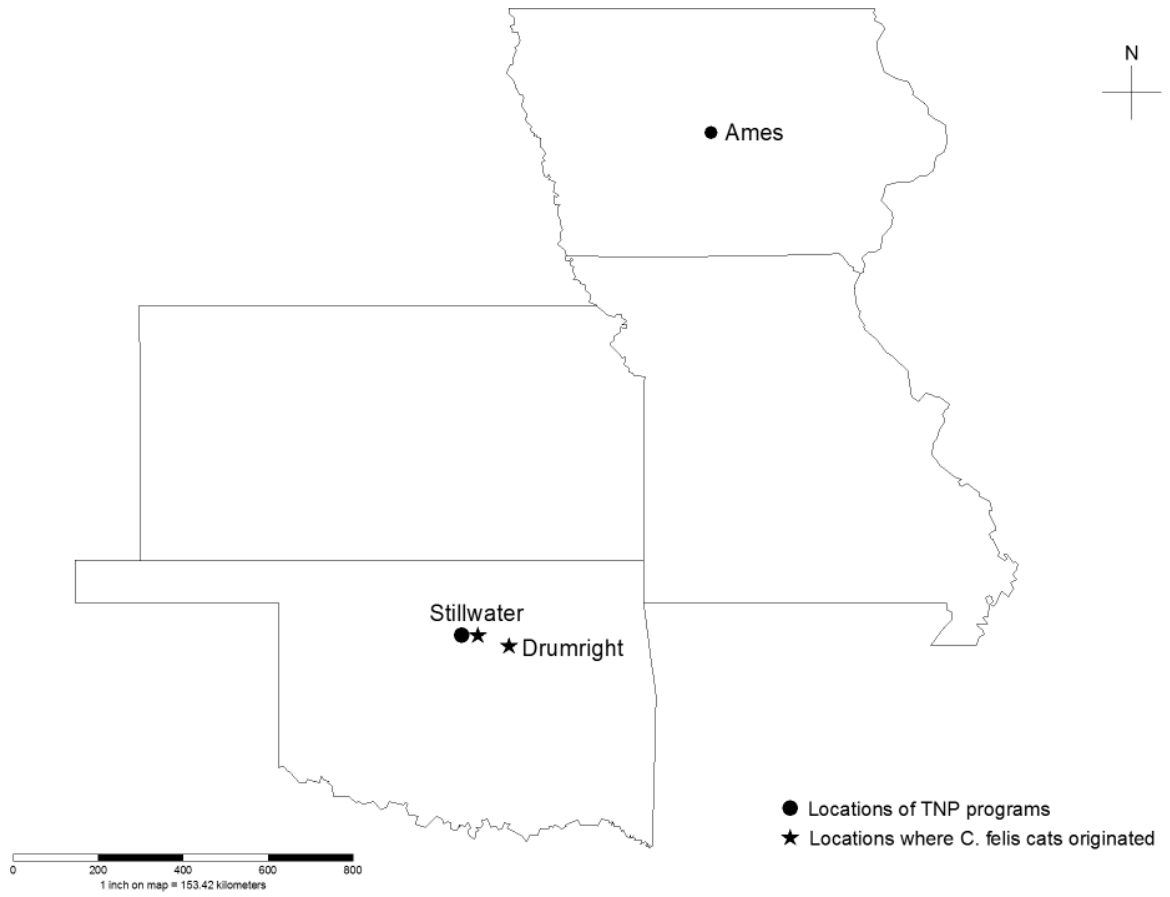 N
Ames
Stillwater
Drumright
Locations of TNP programs
Locations where C. felis cats originated
0 200 400 600 800
1 inch on map = 153.42 kilometers